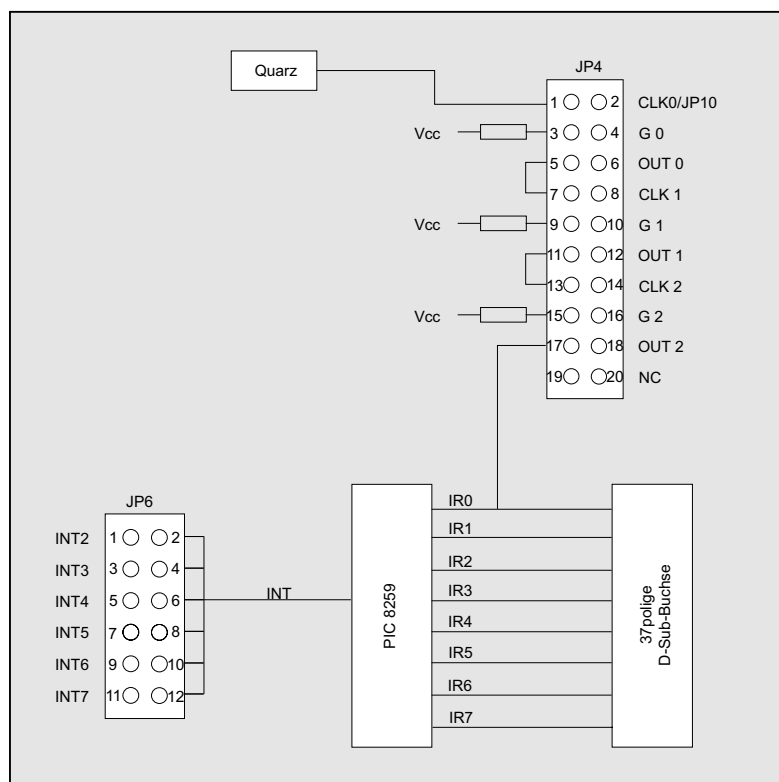 JP4
Quarz
1 2 CLK0/JP10
Vcc 3 4 G 0
5 6 OUT 0
7 8 CLK 1
Vcc 9 10 G 1
11 12 OUT 1
13 14 CLK 2
Vcc 15 16 G 2
17 18 OUT 2
19 20 NC
JP6
INT2 1 2
INT3 3 4
INT4 5 6
INT5 7 8
INT6 9 10
INT7 11 12
INT
PIC 8259
IR0
IR1
IR2
IR3
IR4
IR5
IR6
IR7
37polige
D-Sub-Buchse